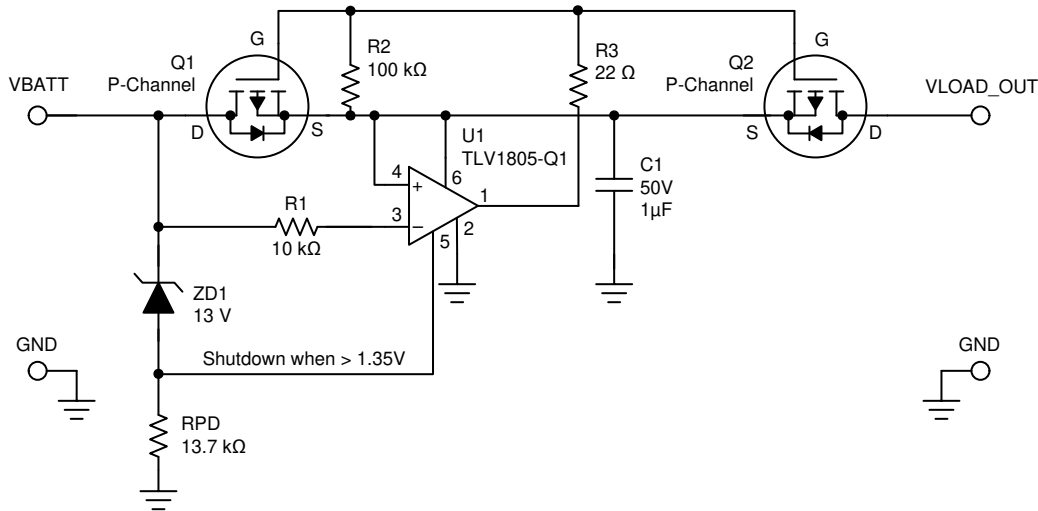 G
R2
100 kΩ
R3
22 Ω
G
Q1
P-Channel
Q2
P-Channel
VBATT
VLOAD_OUT
D
S
S
D
U1
TLV1805-Q1
4
+
6
1
3
−
5
2
C1
50V
1µF
R1
10 kΩ
ZD1
13 V
GND
Shutdown when > 1.35V
GND
RPD
13.7 kΩ